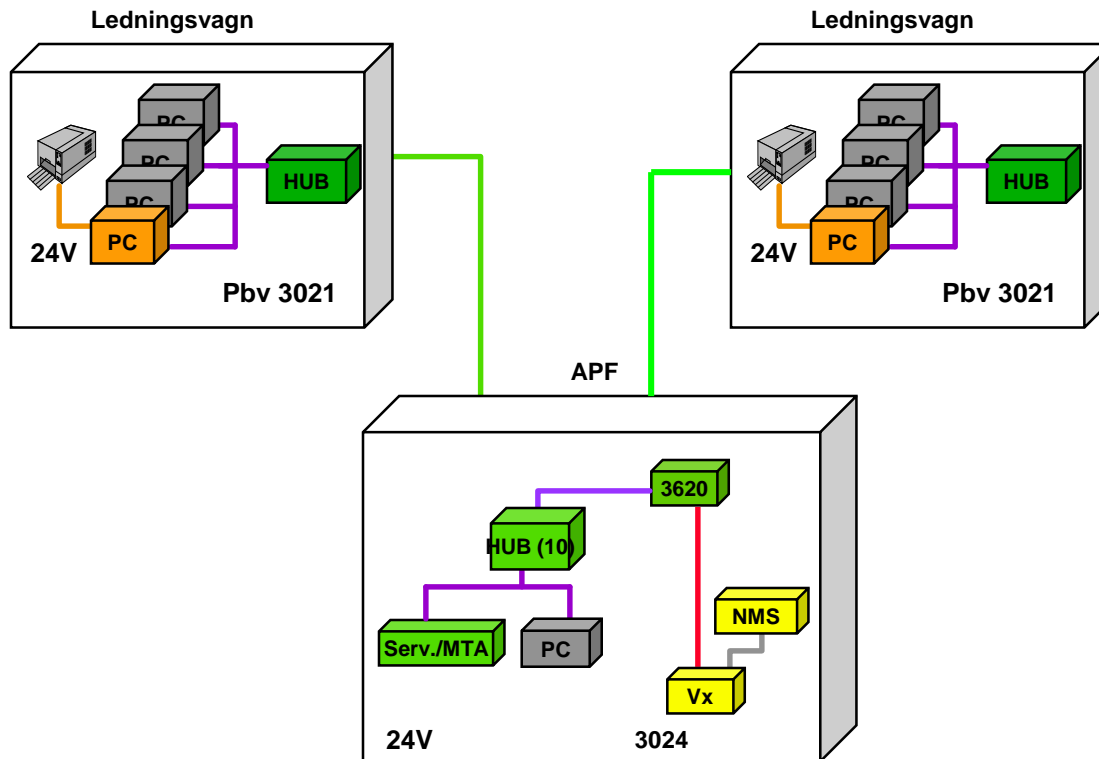 Ledningsvagn
Ledningsvagn
PC
PC
PC
PC
HUB
24V
Pbv 3021
PC
PC
PC
PC
HUB
24V
Pbv 3021
APF
3620
HUB (10)
NMS
Serv./MTA
PC
Vx
24V
3024